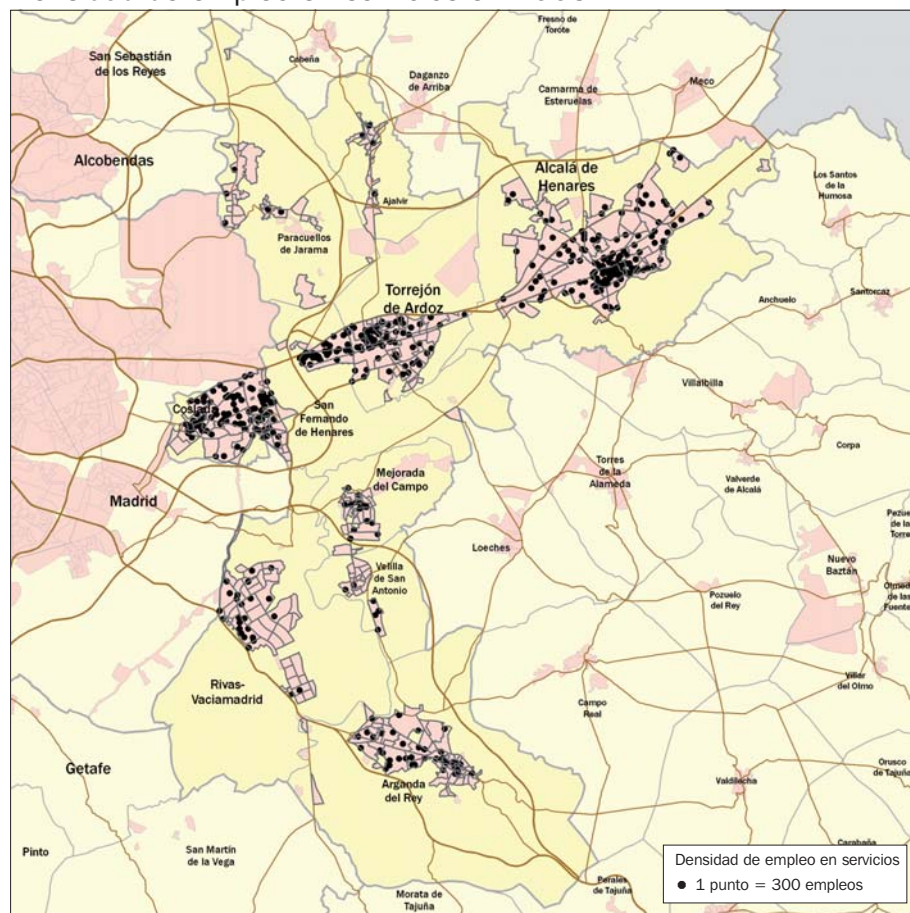 Fresno de
Torote
San Sebastián
de los Reyes
Cobeña
Daganzo
de Arriba
Camarma de
Esteruelas
Meco
Alcobendas
Alcalá de
Henares
Los Santos
de la
Humosa
Ajalvir
Paracuellos
de Jarama
Torrejón
de Ardoz
Anchuelo
Santorcaz
Villalbilla
Coslada
San
Fernando
de Henares
Corpa
Mejorada
del Campo
Torres
de la
Alameda
Valverde
de Alcalá
Madrid
Loeches
Nuevo
Baztán
Velilla
de San
Antonio
Pozuelo
del Rey
de las
Rivas-
Vaciamadrid
Villar
del Olmo
Campo
Real
Getafe
Orusco
de Tajuña
Valdilecha
Arganda
del Rey
Pinto
San Martín
de la Vega
Carabaña
Perales
de Tajuña
Morata de
Tajuña
Densidad de empleo en servicios
● 1 punto = 300 empleos